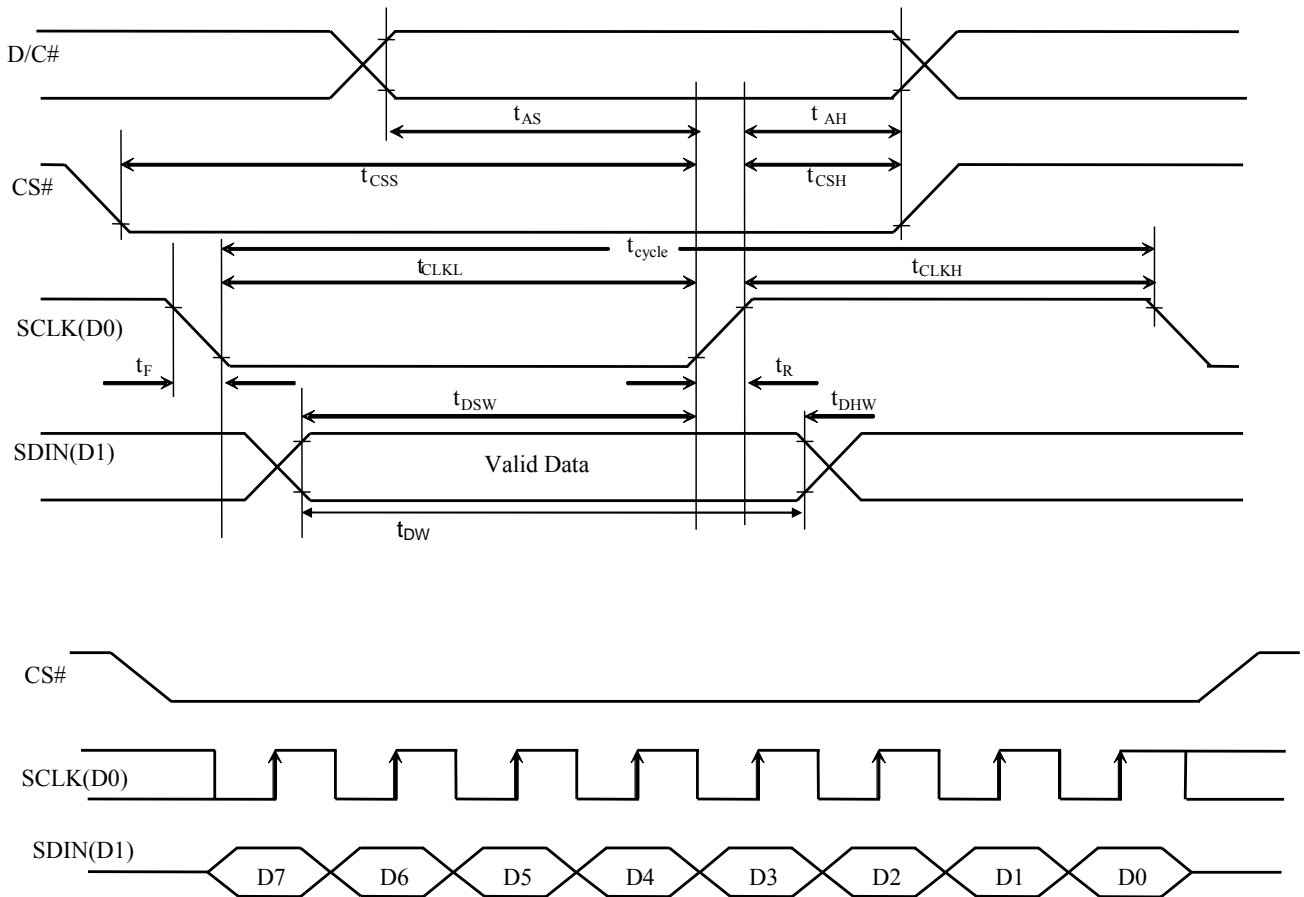 D/C#
tAS
t AH
CS#
tCSS
tCSH
tcycle
tCLKL
tCLKH
SCLK(D0)
tF
tR
tDSW
tDHW
SDIN(D1)
Valid Data
tDW
CS#
SCLK(D0)
SDIN(D1)
D7 D6 D5 D4 D3 D2 D1 D0